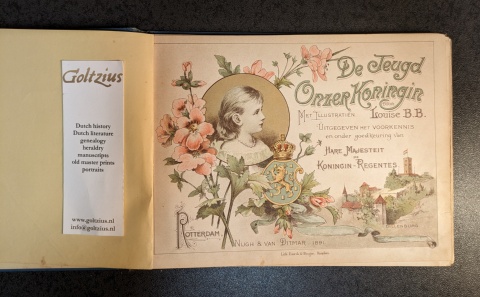 Goltzius
Dutch history
Dutch literature
genealogy
heraldry
manuscripts
old master prints
portraits
www.goltzius.nl
info@goltzius.nl
De Jeugd
Onzer Koningin
Met Illustratiën Louise B.B.
Uitgegeven met voorkennis
en onder goedkeuring van
Hare Majesteit
Koningin-Regentes
Rotterdam
Nijgh & van Ditmar